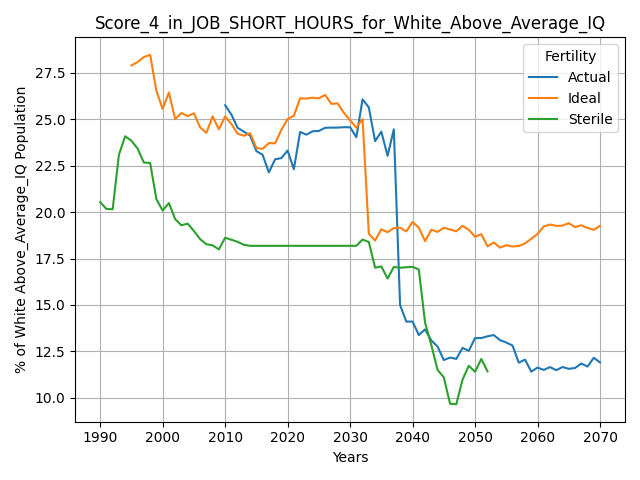 Score_4_in_JOB_SHORT_HOURS_for_White_Above_Average_IQ
Fertility
Actual
Ideal
Sterile
% of White Above_Average_IQ Population
27.5
25.0
22.5
20.0
17.5
15.0
12.5
10.0
1990 2000 2010 2020 2030 2040 2050 2060 2070
Years